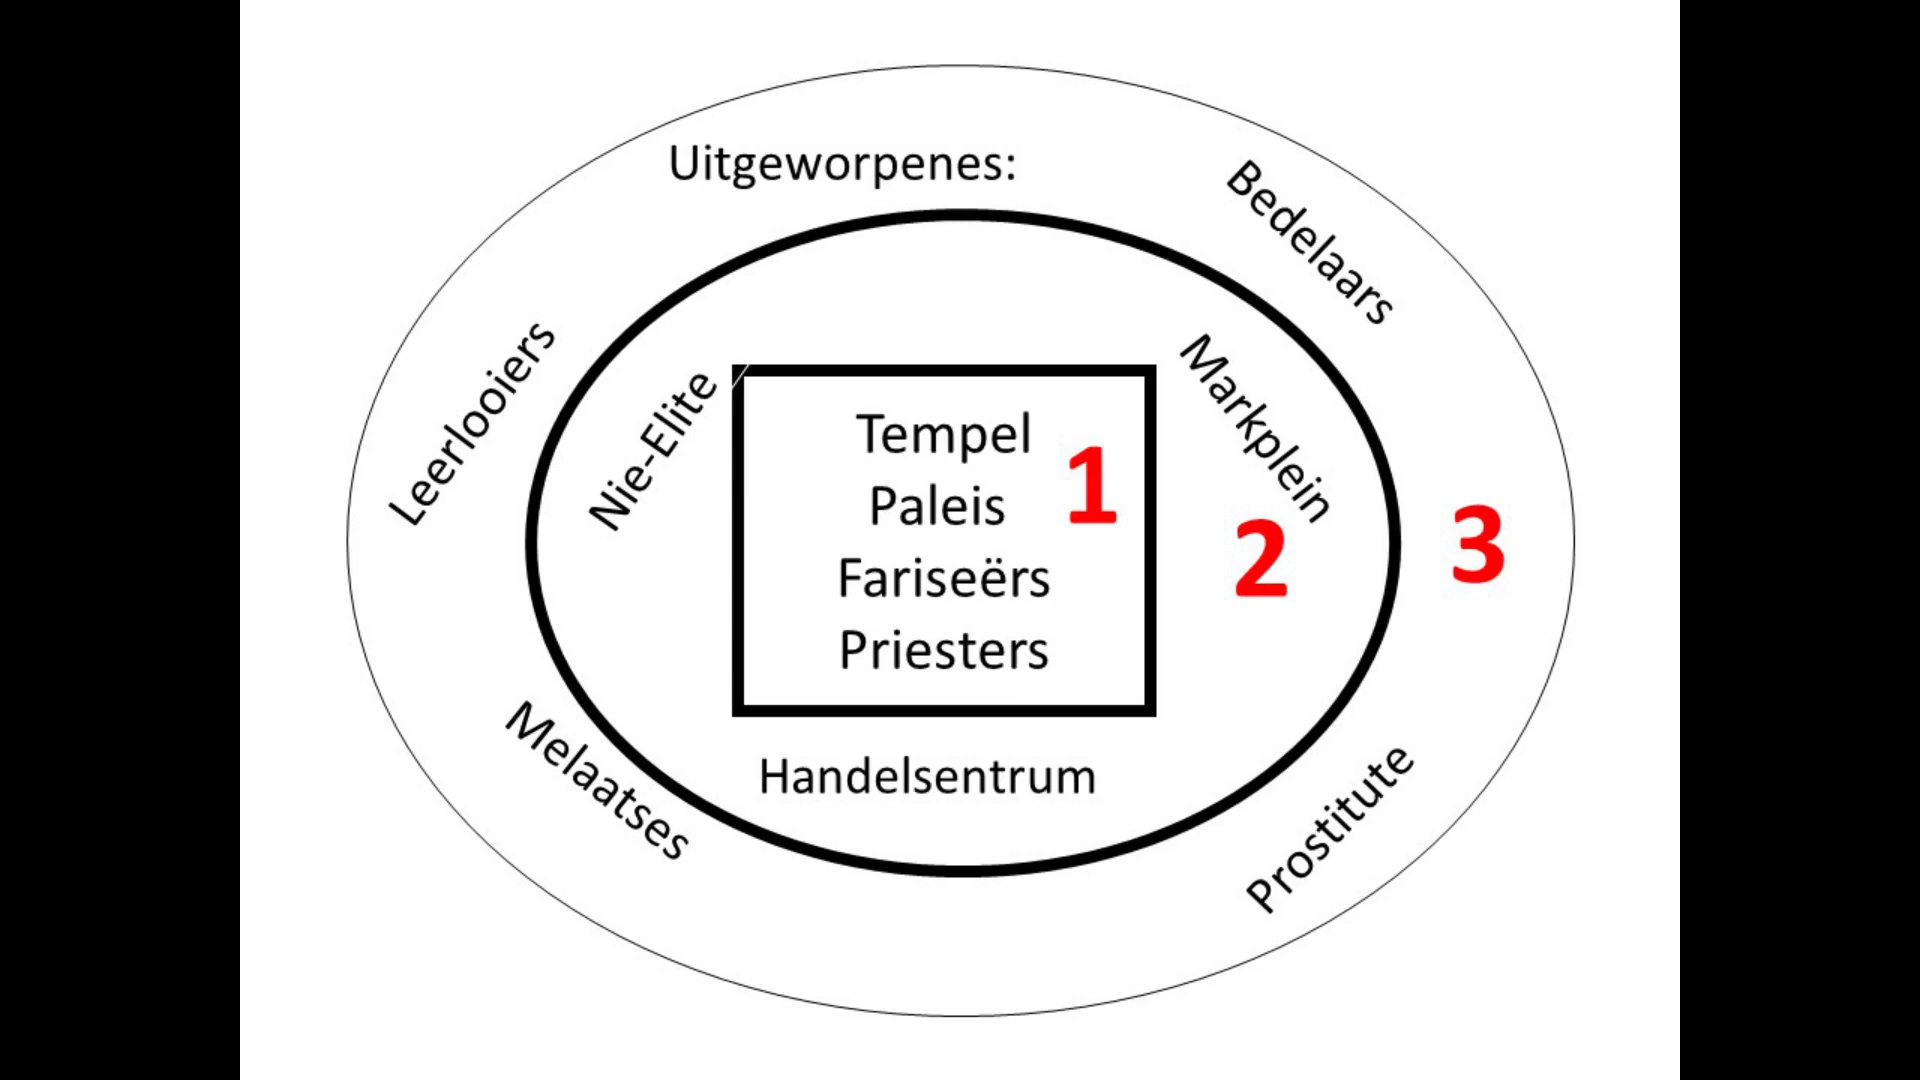 Uitgeworpenes:
Bedelaars
Leerlooiers
Nie-Elite
Markplein
Tempel
Paleis
Fariseërs
Priesters
1
2
3
Handelsentrum
Melaatses
Prostitute